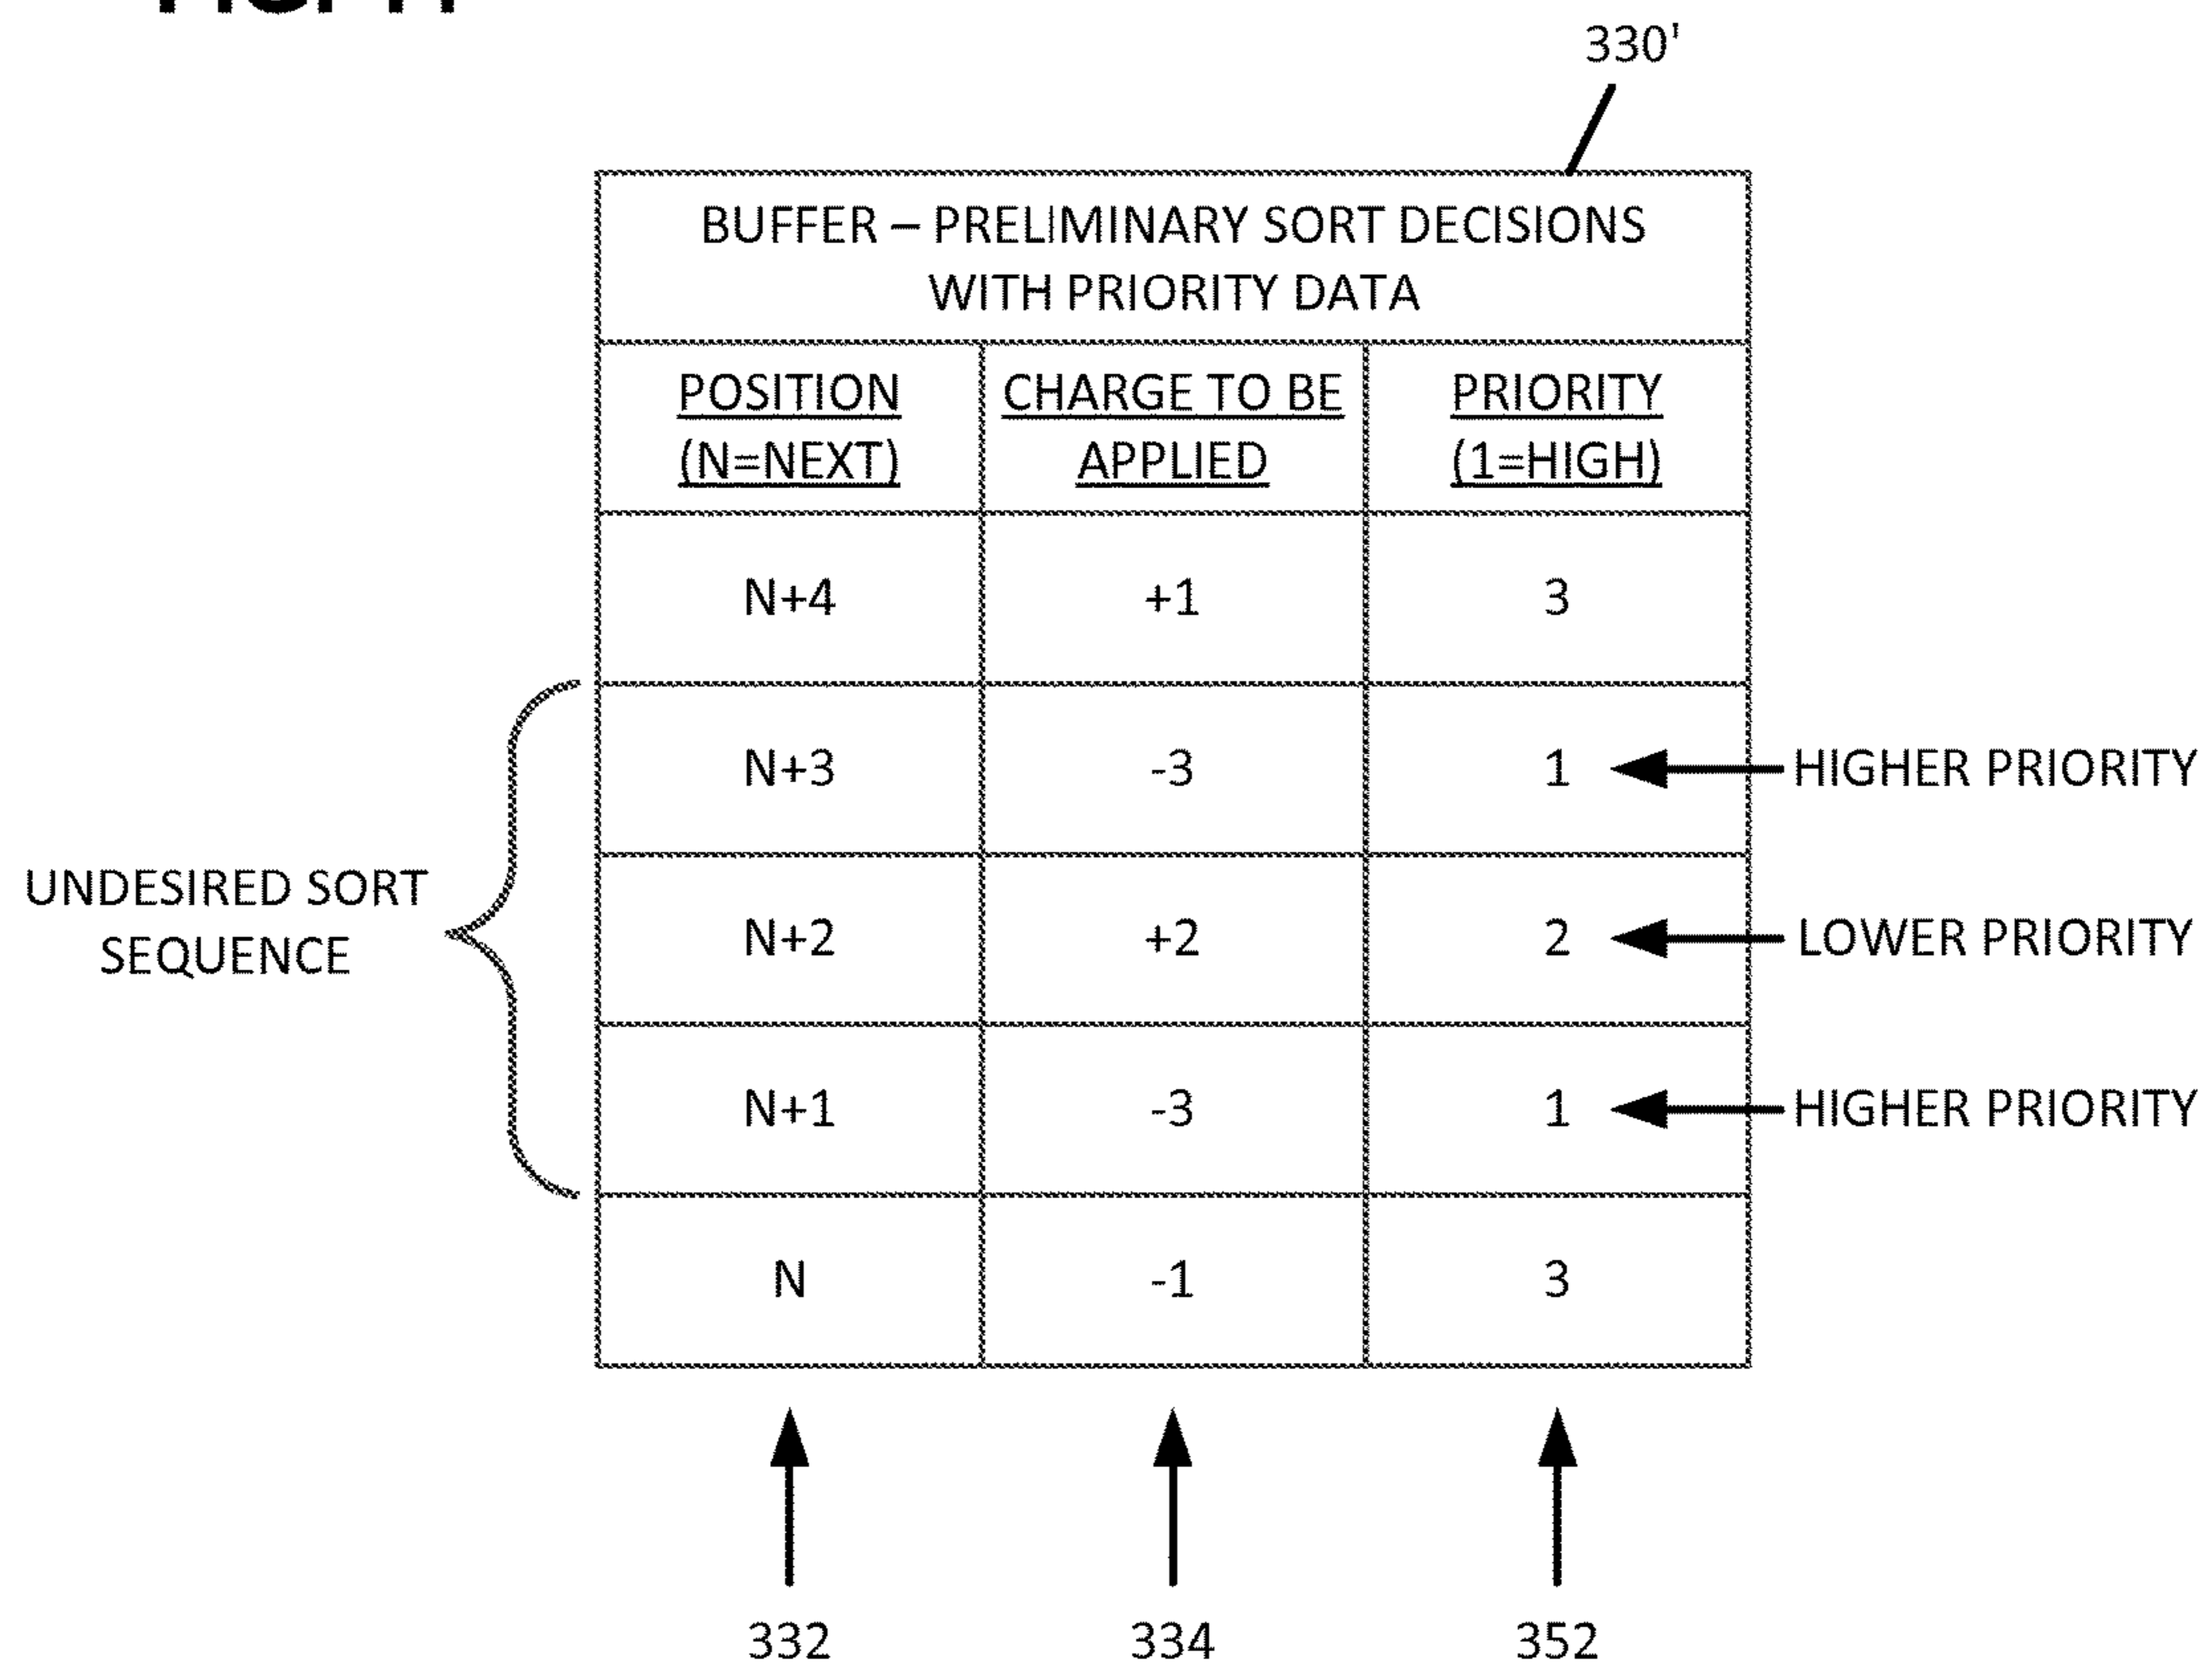 330'
BUFFER – PRELIMINARY SORT DECISIONS
WITH PRIORITY DATA
POSITION
(N=NEXT)
CHARGE TO BE
APPLIED
PRIORITY
(1=HIGH)
N+4 +1 3
N+3 -3 1 HIGHER PRIORITY
UNDESIRED SORT
SEQUENCE
N+2 +2 2 LOWER PRIORITY
N+1 -3 1 HIGHER PRIORITY
N -1 3
332 334 352